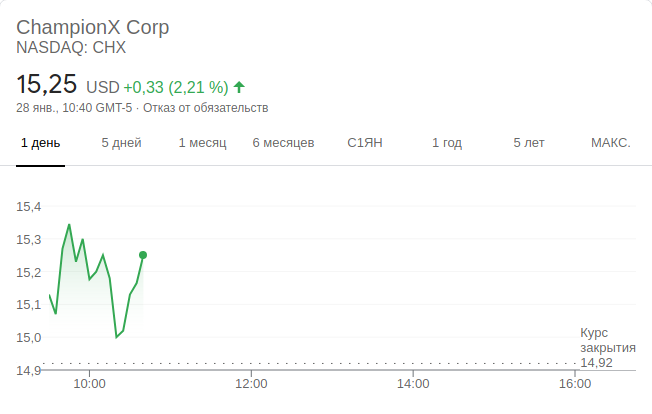 ChampionX Corp
NASDAQ: CHX
15,25 USD +0,33 (2,21 %)
28 янв., 10:40 GMT-5 · Отказ от обязательств
1 день 5 дней 1 месяц 6 месяцев С1ЯН 1 год 5 лет МАКС.
15,4
15,3
15,2
15,1
15,0
14,9
Курс
закрытия
14,92
10:00 12:00 14:00 16:00